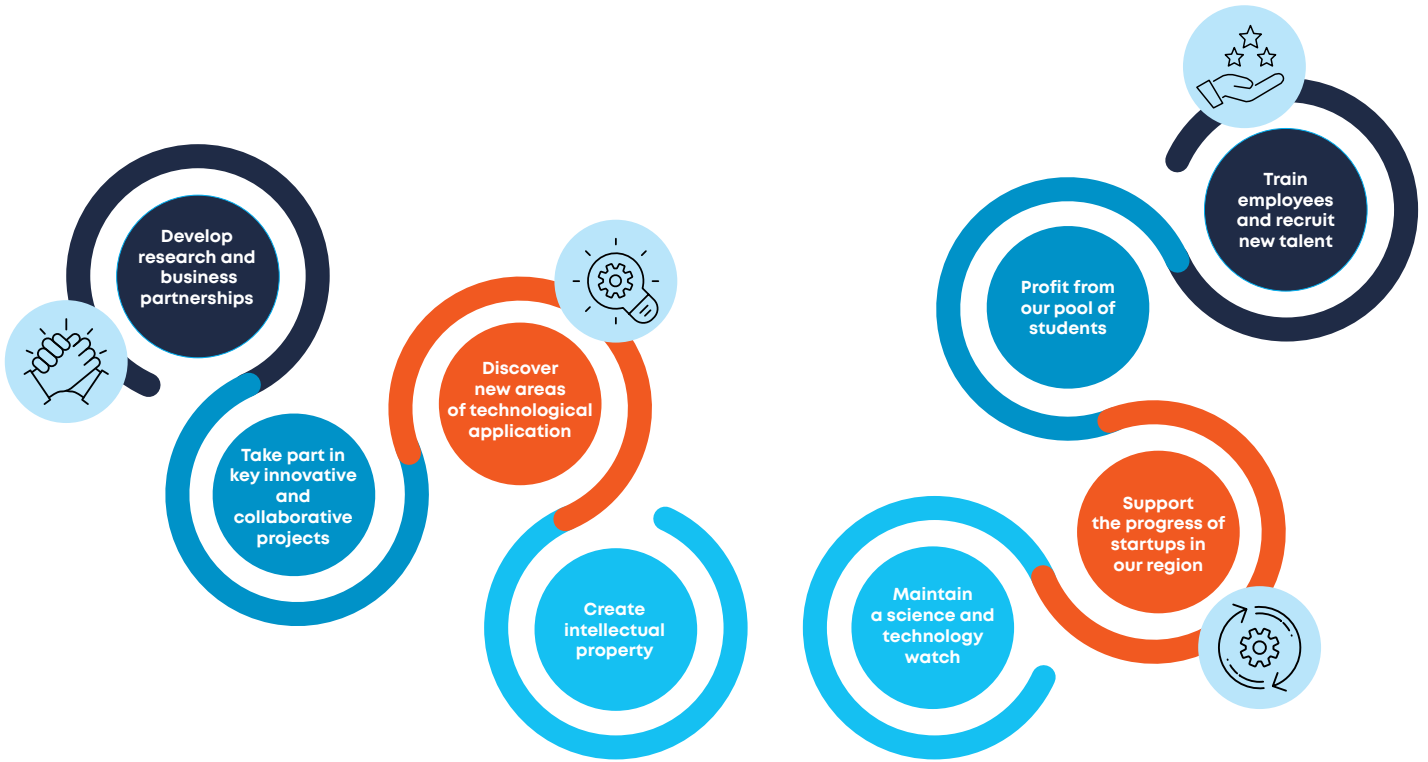 Develop
research and
business
partnerships
Take part in
key innovative
and
collaborative
projects
Discover
new areas
of technological
application
Create
intellectual
property
Maintain
a science and
technology
watch
Support
the progress of
startups in
our region
Profit from
our pool of
students
Train
employees
and recruit
new talent